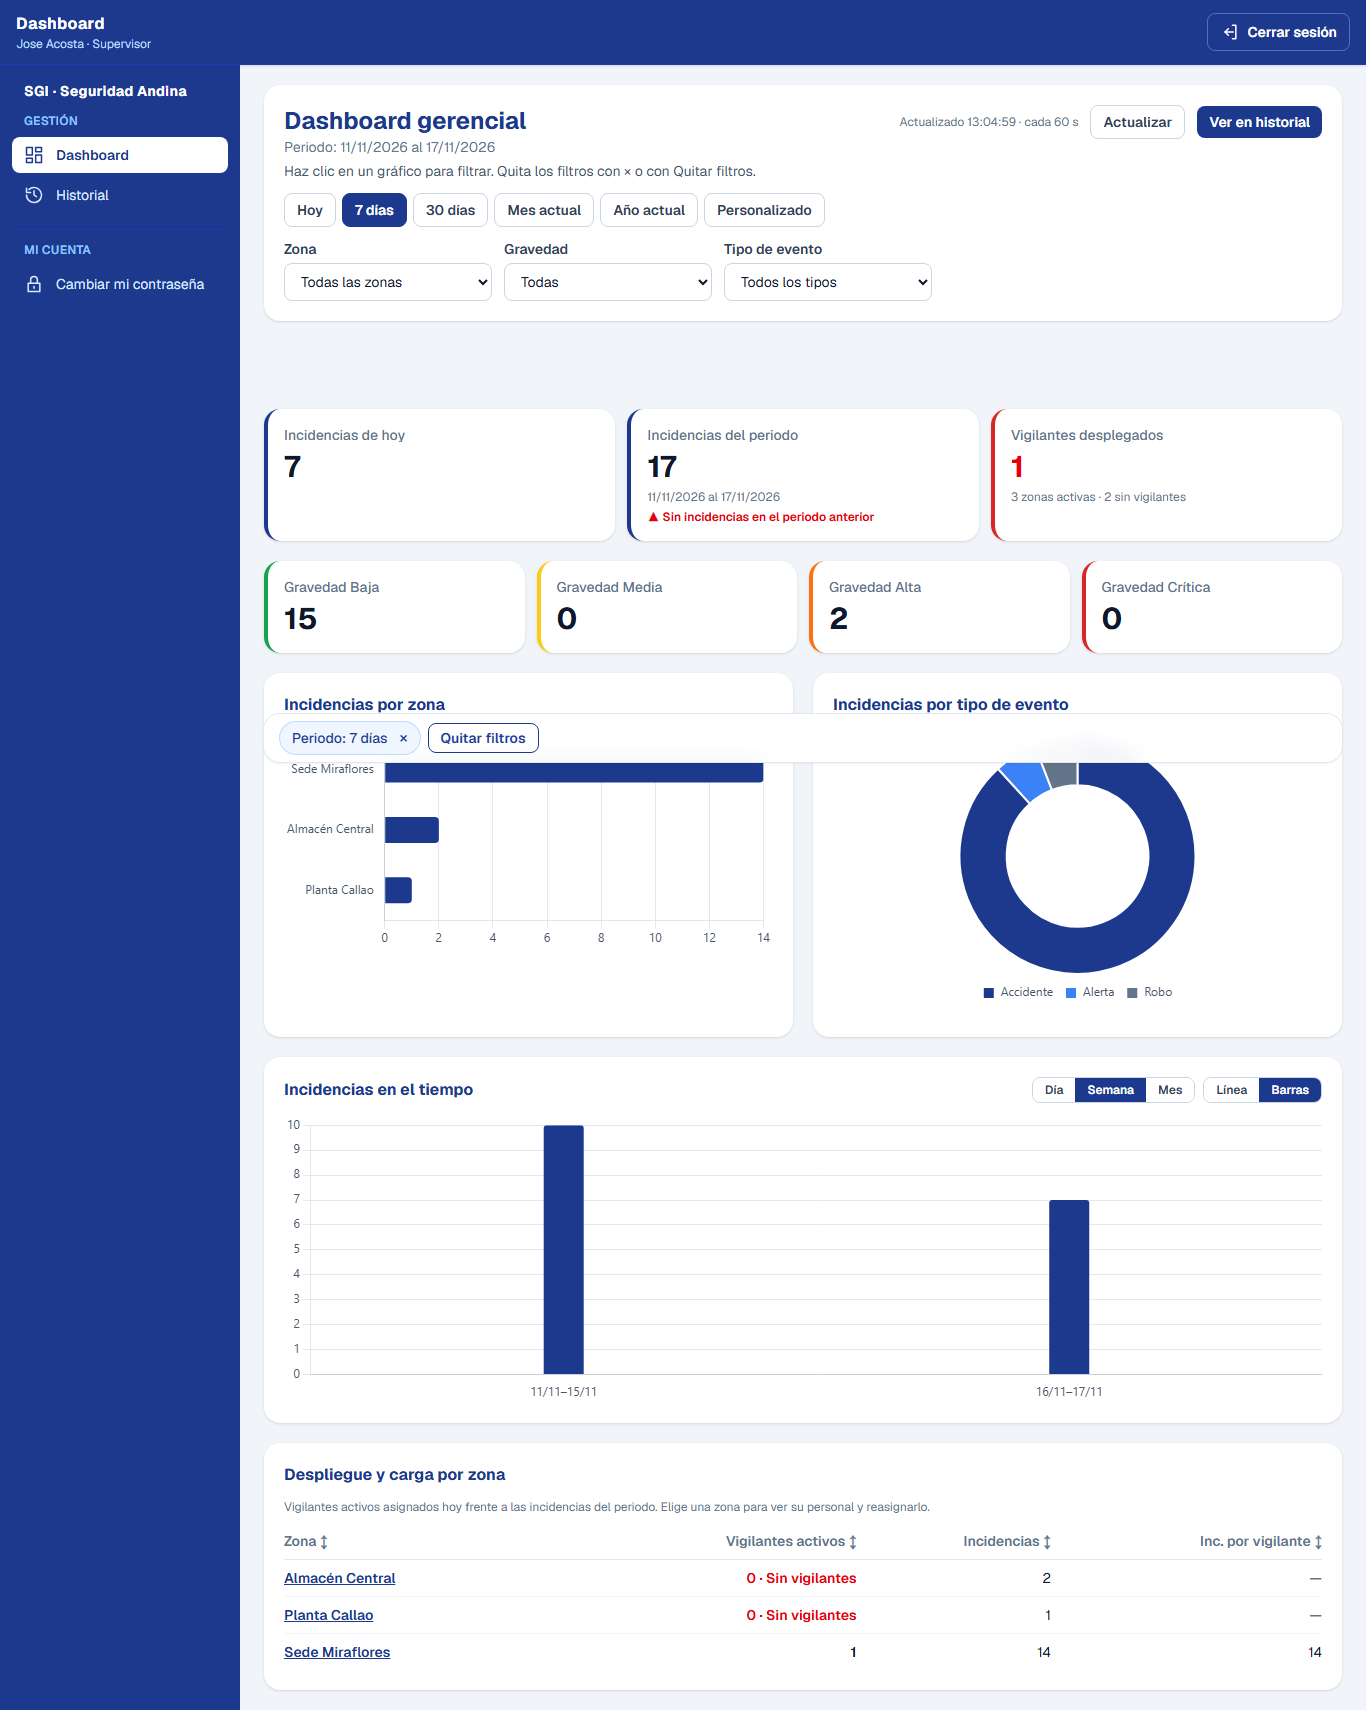 Dashboard
Jose Acosta · Supervisor
Cerrar sesión
SGI · Seguridad Andina
GESTIÓN
Dashboard
Historial
MI CUENTA
Cambiar mi contraseña
Dashboard gerencial
Actualizado 13:04:59 · cada 60 s
Actualizar
Ver en historial
Periodo: 11/11/2026 al 17/11/2026
Haz clic en un gráfico para filtrar. Quita los filtros con × o con Quitar filtros.
Hoy
7 días
30 días
Mes actual
Año actual
Personalizado
Zona
Gravedad
Tipo de evento
Todas las zonas
Todas
Todos los tipos
Incidencias de hoy
7
Incidencias del periodo
17
11/11/2026 al 17/11/2026
▲ Sin incidencias en el periodo anterior
Vigilantes desplegados
1
3 zonas activas · 2 sin vigilantes
Gravedad Baja
15
Gravedad Media
0
Gravedad Alta
2
Gravedad Crítica
0
Incidencias por zona
Incidencias por tipo de evento
Periodo: 7 días ×
Quitar filtros
Sede Miraflores
Almacén Central
Planta Callao
0 2 4 6 8 10 12 14
Accidente Alerta Robo
Incidencias en el tiempo
Día Semana Mes
Línea Barras
10
9
8
7
6
5
4
3
2
1
0
11/11–15/11
16/11–17/11
Despliegue y carga por zona
Vigilantes activos asignados hoy frente a las incidencias del periodo. Elige una zona para ver su personal y reasignarlo.
Zona ↕ Vigilantes activos ↕ Incidencias ↕ Inc. por vigilante ↕
Almacén Central 0 · Sin vigilantes 2 —
Planta Callao 0 · Sin vigilantes 1 —
Sede Miraflores 1 14 14